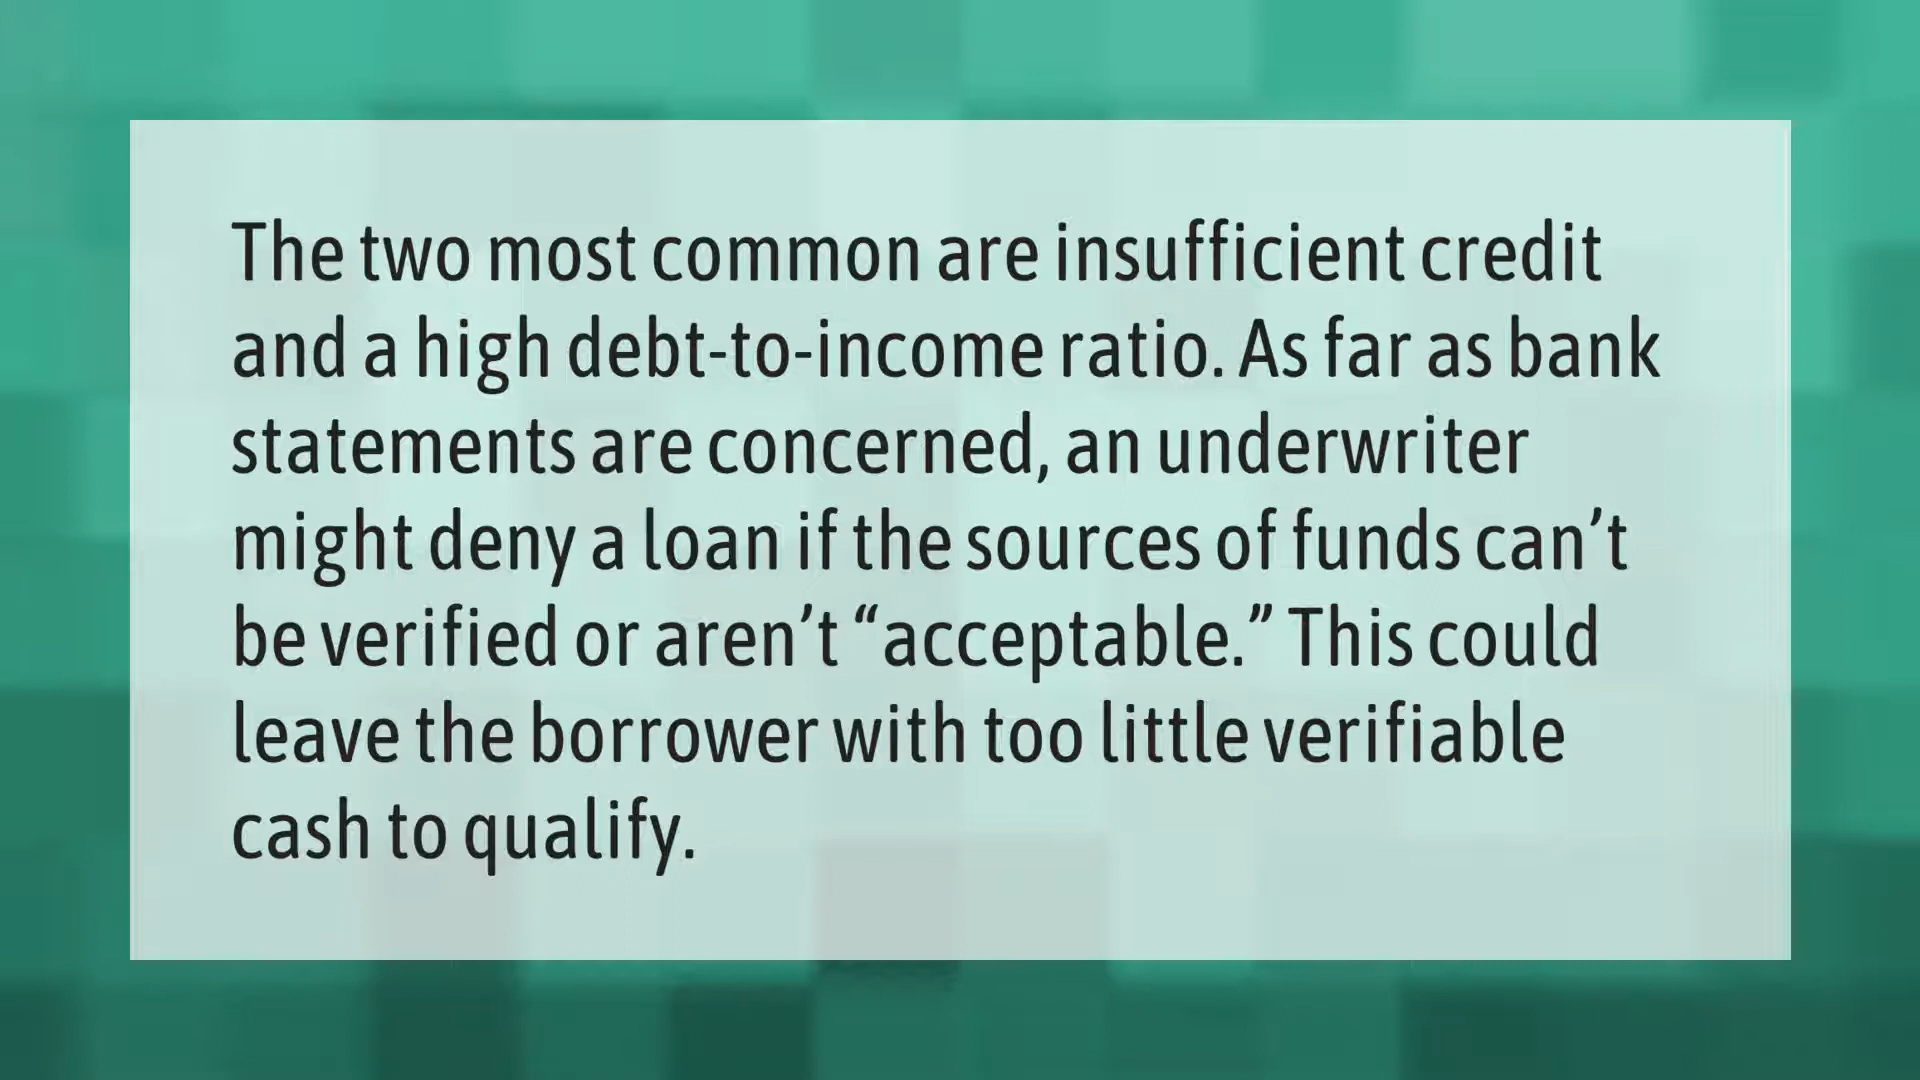 The two most common are insufficient credit
and a high debt-to-income ratio. As far as bank
statements are concerned, an underwriter
might deny a loan if the sources of funds can’t
be verified or aren’t “acceptable.” This could
leave the borrower with too little verifiable
cash to qualify.